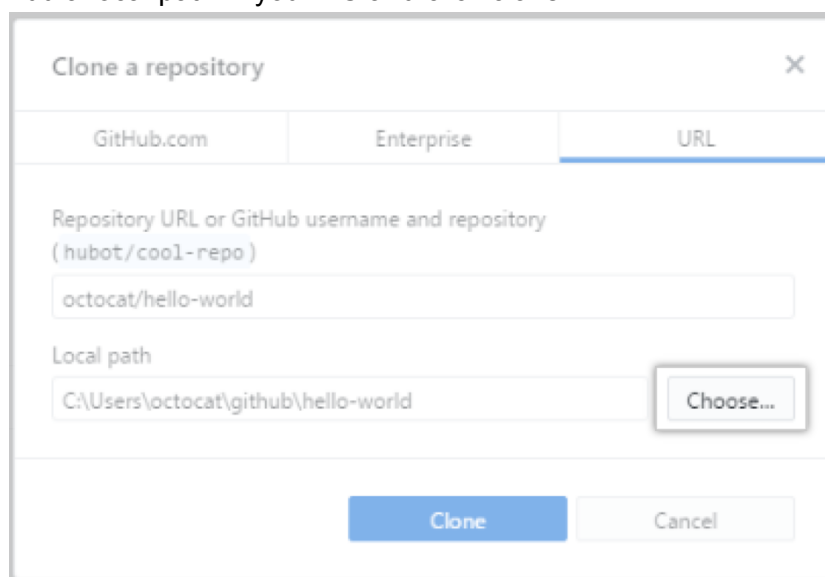 Clone a repository
GitHub.com Enterprise URL
Repository URL or GitHub username and repository
(hubot/cool-repo)
octocat/hello-world
Local path
C:\Users\octocat\github\hello-world Choose...
Clone Cancel